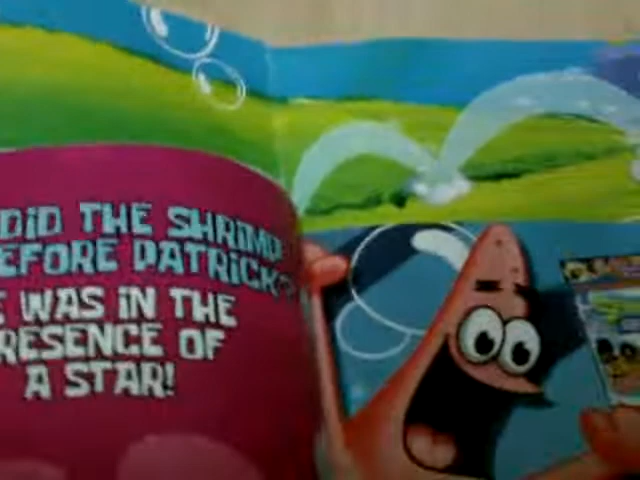 DID THE SHRIMP
EFORE PATRICK?
E WAS IN THE
RESENCE OF
A STAR!